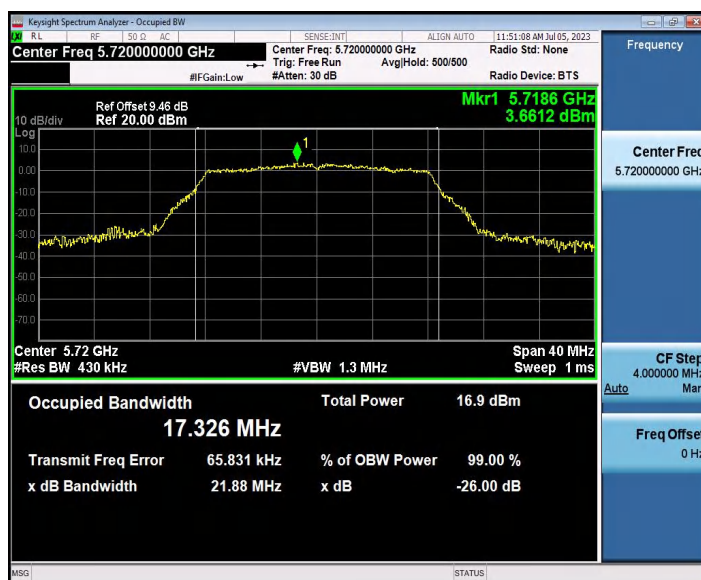 Keysight Spectrum Analyzer - Occupied BW
RL RF 50 Ω AC SENSE:INT ALIGN AUTO 11:51:08 AM Jul 05, 2023
Center Freq 5.720000000 GHz
Center Freq: 5.720000000 GHz
Radio Std: None
Trig: Free Run Avg|Hold: 500/500
#IFGain:Low
#Atten: 30 dB
Radio Device: BTS
Mkr1 5.7186 GHz
3.6612 dBm
Ref Offset 9.46 dB
10 dB/div Ref 20.00 dBm
Log
10.0
0.00
-10.0
-20.0
-30.0
-40.0
-50.0
-60.0
-70.0
1
Center 5.72 GHz
Span 40 MHz
#Res BW 430 kHz
#VBW 1.3 MHz
Sweep 1 ms
Occupied Bandwidth
17.326 MHz
Total Power 16.9 dBm
Transmit Freq Error 65.831 kHz
% of OBW Power 99.00 %
x dB Bandwidth 21.88 MHz
x dB -26.00 dB
MSG
STATUS
Frequency
Center Freq
5.720000000 GHz
CF Step
4.000000 MHz
Auto Man
Freq Offset
0 Hz